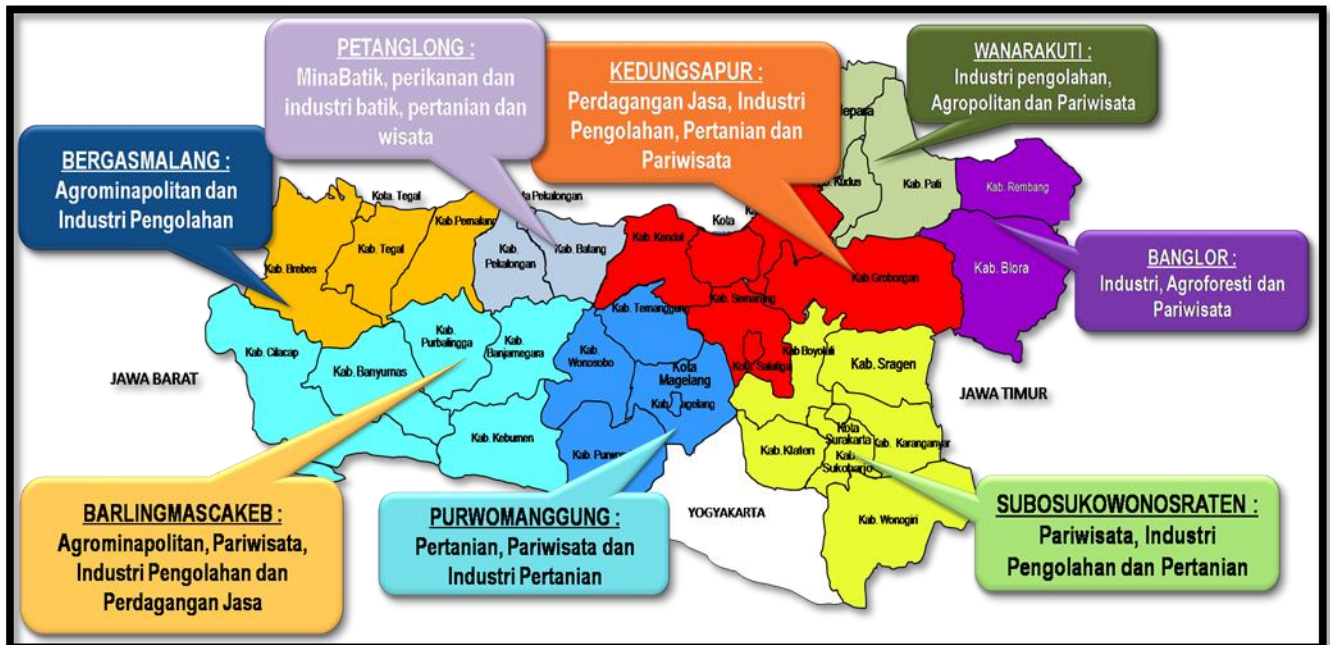 PETANGLONG :
MinaBatik, perikanan dan
industri batik, pertanian dan
wisata
KEDUNGSAPUR :
Perdagangan Jasa, Industri
Pengolahan, Pertanian dan
Pariwisata
WANARAKUTI :
Industri pengolahan,
Agropolitan dan Pariwisata
BERGASMALANG :
Agrominapolitan dan
Industri Pengolahan
BANGLOR :
Industri, Agroforesti dan
Pariwisata
BARLINGMASCAKEB :
Agrominapolitan, Pariwisata,
Industri Pengolahan dan
Perdagangan Jasa
PURWOMANGGUNG :
Pertanian, Pariwisata dan
Industri Pertanian
SUBOSUKOWONOSRATEN :
Pariwisata, Industri
Pengolahan dan Pertanian
Kota. Tegal
Pekalongan
Kota
Kab. Pemalang
Kab. Tegal
Kab. Brebes
Kab.
Pekalongan
Kab. Batang
Kab. Kendal
Kab. Pati
Kab. Rembang
Kab. Blora
Kab. Grobongan
Kab. Semarang
Kota. Salatiga
Kab. Temanggung
Kab.
Wonosobo
Kota
Magelang
Kab.
Kab.
Purbalingga
Kab.
Banjarnegara
Kab. Cilacap
Kab. Banyumas
Kab. Kebumen
Kab Boyolali
Kab. Sragen
Kota
Surakarta
Kab. Karanganyar
Kab. Klaten
Kab.
Sukoharjo
Kab. Wonogiri
JAWA BARAT
JAWA TIMUR
YOGYAKARTA